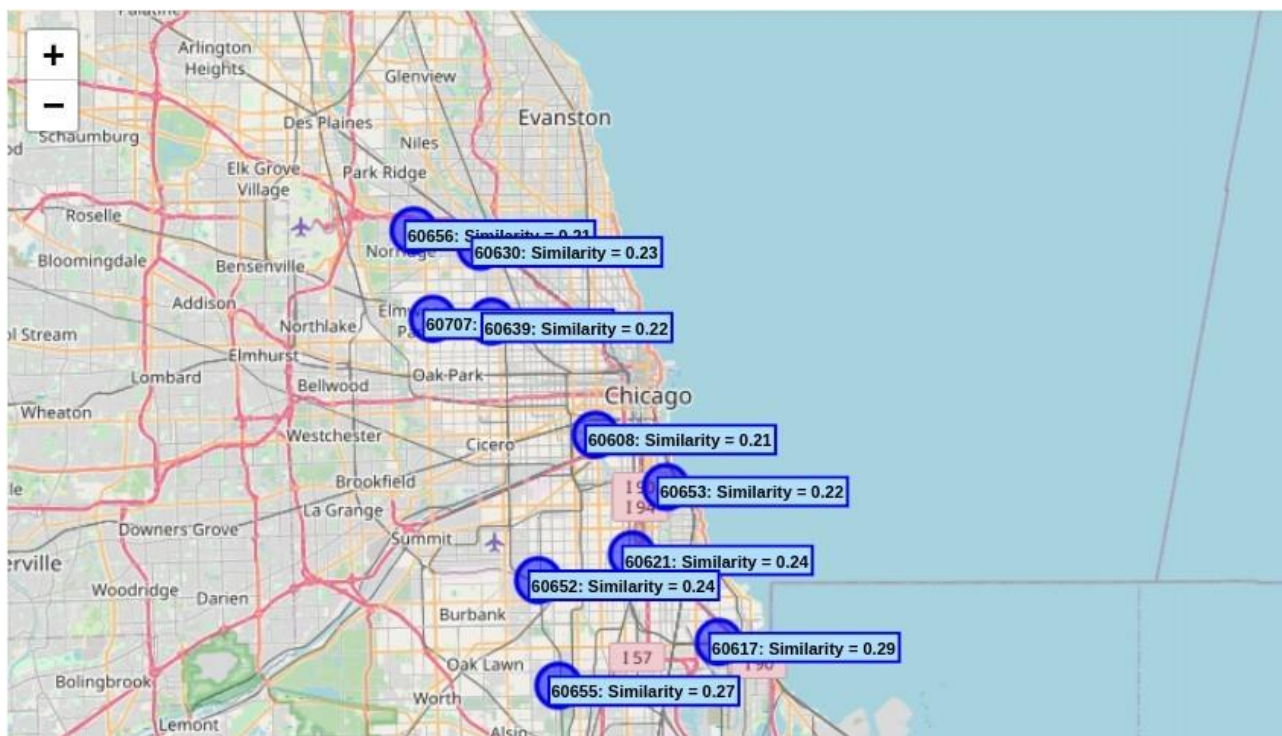 Palatine
+
Arlington
Heights
Glenview
−
Des Plaines
Evanston
Schaumburg
Niles
Elk Grove
Village
Park Ridge
Roselle
60656: Similarity = 0.21
60630: Similarity = 0.23
Bloomingdale
Bensenville
Addison
Northlake
60707:
60639: Similarity = 0.22
Elmhurst
Lombard
Bellwood
Oak Park
Chicago
Wheaton
Westchester
Cicero
60608: Similarity = 0.21
Brookfield
La Grange
60653: Similarity = 0.22
I 94
Downers Grove
Summit
Woodridge
Darien
60621: Similarity = 0.24
60652: Similarity = 0.24
Burbank
60617: Similarity = 0.29
I 57
I 90
Oak Lawn
Bolingbrook
60655: Similarity = 0.27
Worth
Lemont
Alsip